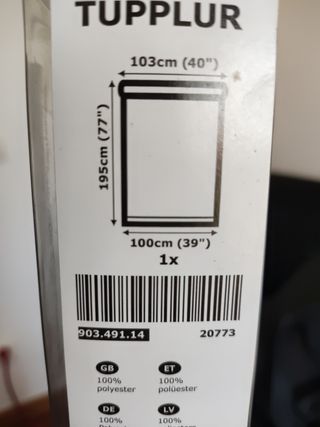 TUPPLUR
103cm (40")
195cm (77")
100cm (39")
1x
903.491.14 20773
GB ET
100% 100%
polyester polüester
DE LV
100% 100%